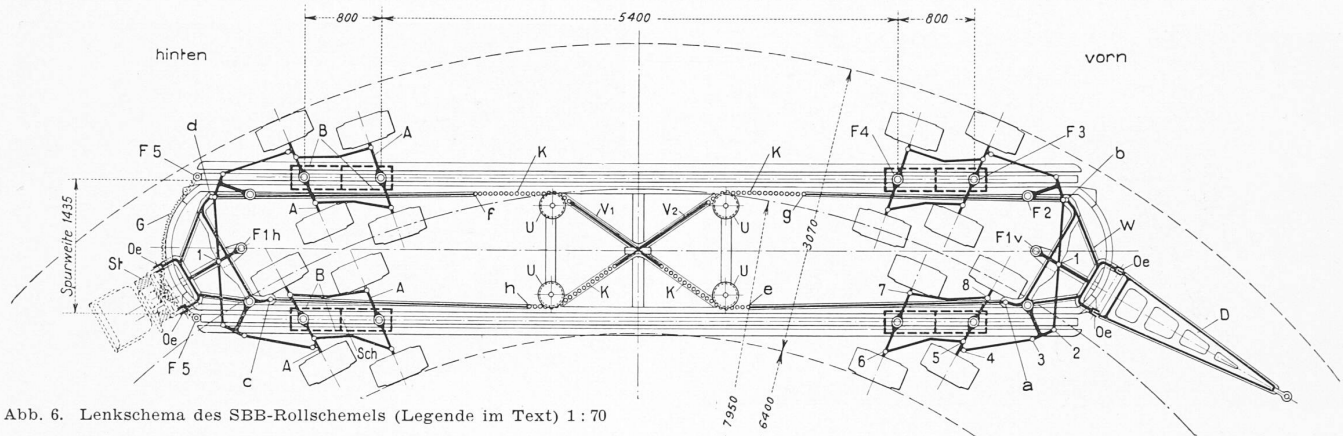 800
5400
800
hinten
vorn
d
B
A
F4
F3
F5
K
K
b
Spurweite 1435
G
A
f
V1
V2
g
F2
U
U
W
Oe
1
F1h
3070
F1v
1
Oe
St
B
A
h
U
K
K
U
e
7
8
D
Oe
Oe
F5
c
A
Sch
6
5
4
3
2
a
7950
6400
Abb. 6. Lenkschema des SBB-Rollschemels (Legende im Text) 1 : 70